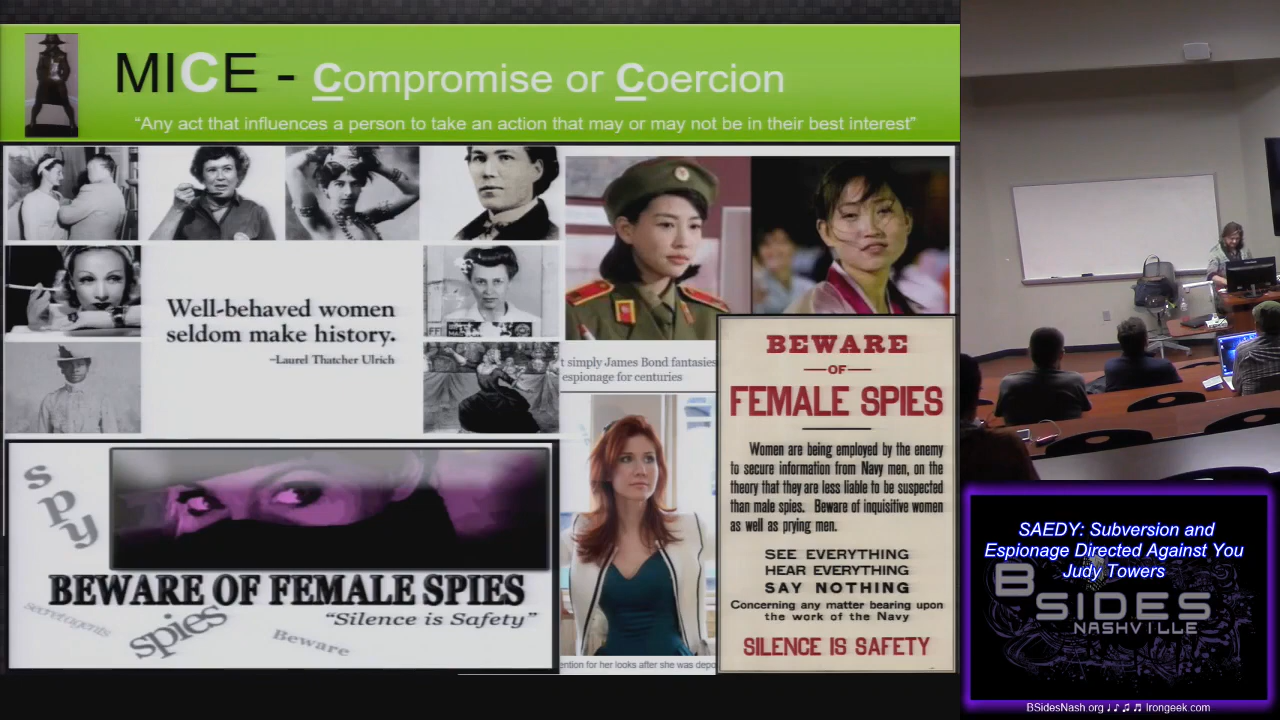 MICE - Compromise or Coercion
“Any act that influences a person to take an action that may or may not be in their best interest”
Well-behaved women
seldom make history.
~Laurel Thatcher Ulrich
t simply James Bond fantasies
espionage for centuries
BEWARE
OF
FEMALE SPIES
Women are being employed by the enemy
to secure information from Navy men, on the
theory that they are less liable to be suspected
than male spies. Beware of inquisitive women
as well as prying men.
SEE EVERYTHING
HEAR EVERYTHING
SAY NOTHING
Concerning any matter bearing upon
the work of the Navy
SILENCE IS SAFETY
spy
BEWARE OF FEMALE SPIES
“Silence is Safety”
secret agents
spies
Beware
ention for her looks after she was depo
SAEDY: Subversion and
Espionage Directed Against You
Judy Towers
BSIDES
NASHVILLE
BSidesNash.org ♩ ♪ ♫ ♬ Irongeek.com